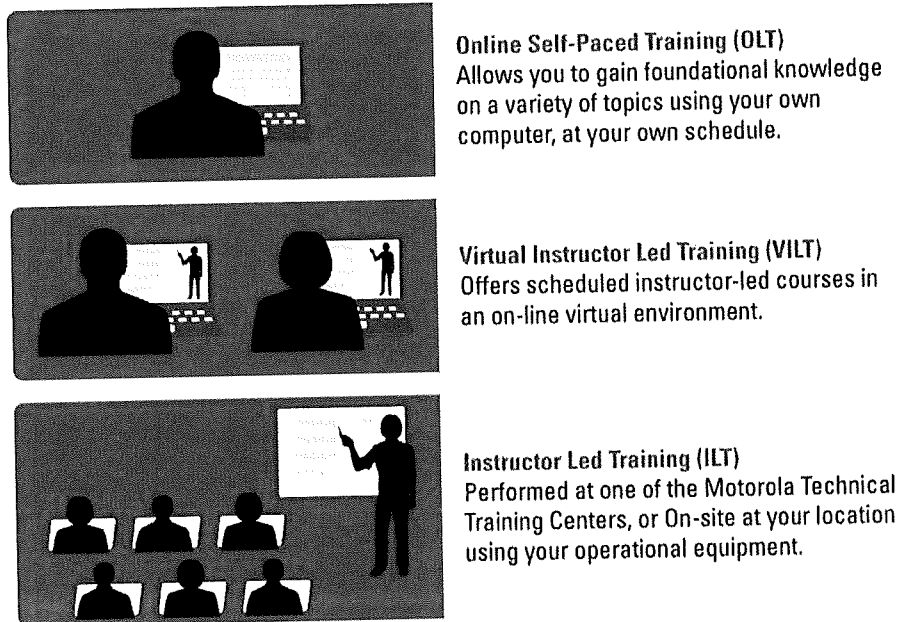 Online Self-Paced Training (OLT)
Allows you to gain foundational knowledge
on a variety of topics using your own
computer, at your own schedule.
Virtual Instructor Led Training (VILT)
Offers scheduled instructor-led courses in
an on-line virtual environment.
Instructor Led Training (ILT)
Performed at one of the Motorola Technical
Training Centers, or On-site at your location
using your operational equipment.